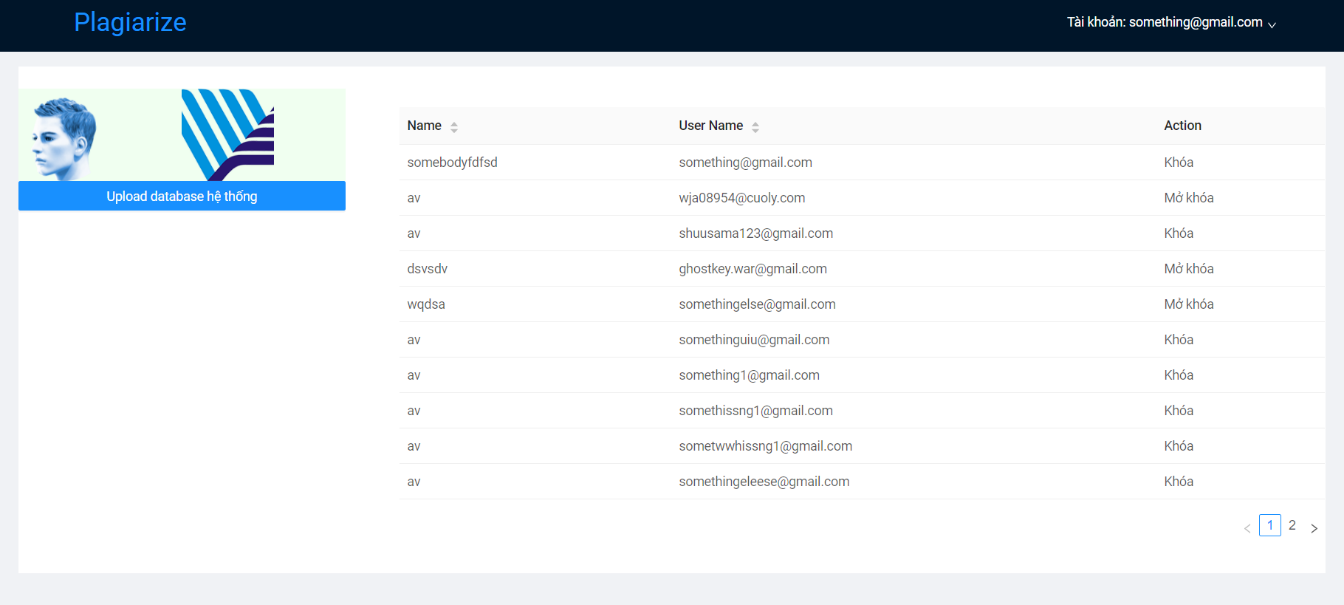 Plagiarize
Tài khoản: something@gmail.com
Upload database hệ thống
Name User Name Action
somebodyfdfsd something@gmail.com Khóa
av wja08954@cuoly.com Mở khóa
av shuusama123@gmail.com Khóa
dsvsdv ghostkey.war@gmail.com Mở khóa
wqdsa somethingelse@gmail.com Mở khóa
av somethinguiu@gmail.com Khóa
av something1@gmail.com Khóa
av somethissng1@gmail.com Khóa
av sometwwhissng1@gmail.com Khóa
av somethingeleese@gmail.com Khóa
< 1 2 >